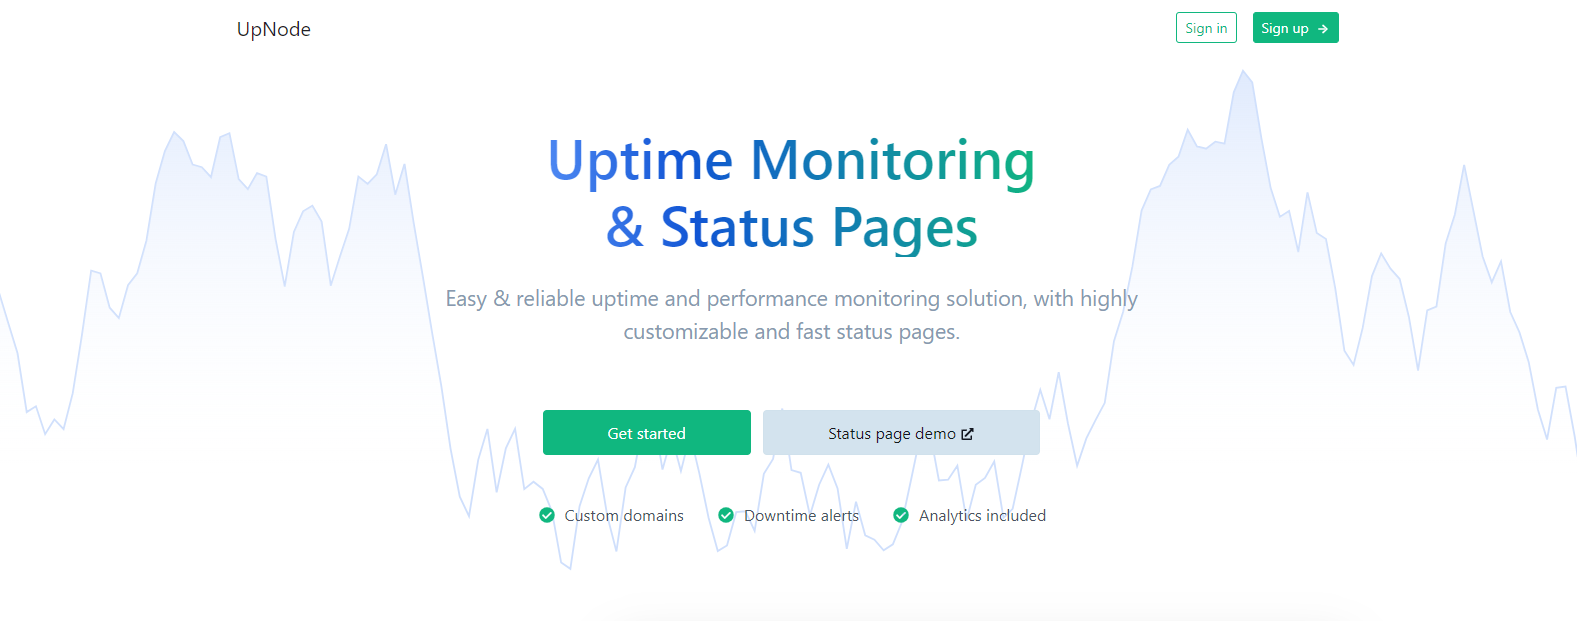 UpNode
Sign in
Sign up
Uptime Monitoring
& Status Pages
Easy & reliable uptime and performance monitoring solution, with highly
customizable and fast status pages.
Get started
Status page demo
Custom domains
Downtime alerts
Analytics included